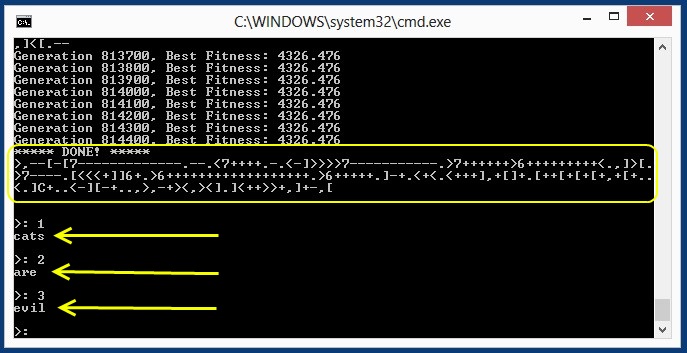 C:\WINDOWS\system32\cmd.exe
,]<[.--
Generation 813700, Best Fitness: 4326.476
Generation 813800, Best Fitness: 4326.476
Generation 813900, Best Fitness: 4326.476
Generation 814000, Best Fitness: 4326.476
Generation 814100, Best Fitness: 4326.476
Generation 814200, Best Fitness: 4326.476
Generation 814300, Best Fitness: 4326.476
Generation 814400, Best Fitness: 4326.476
***** DONE! *****
>,--[-[7-------------.--.<7++++.-.<-]>>>>7-----------.>7++++++>6+++++++++<.,]>[.
>7----.[<<<+]]6+.>6++++++++++++++++++.>6+++++.]-+.<+<.<+++],+[]+.[++[+[+[+,+[+..
<.]C+..<-][-+..,>,-+><,><].]<++>>+,]+-,[
>: 1
cats
>: 2
are
>: 3
evil
>: